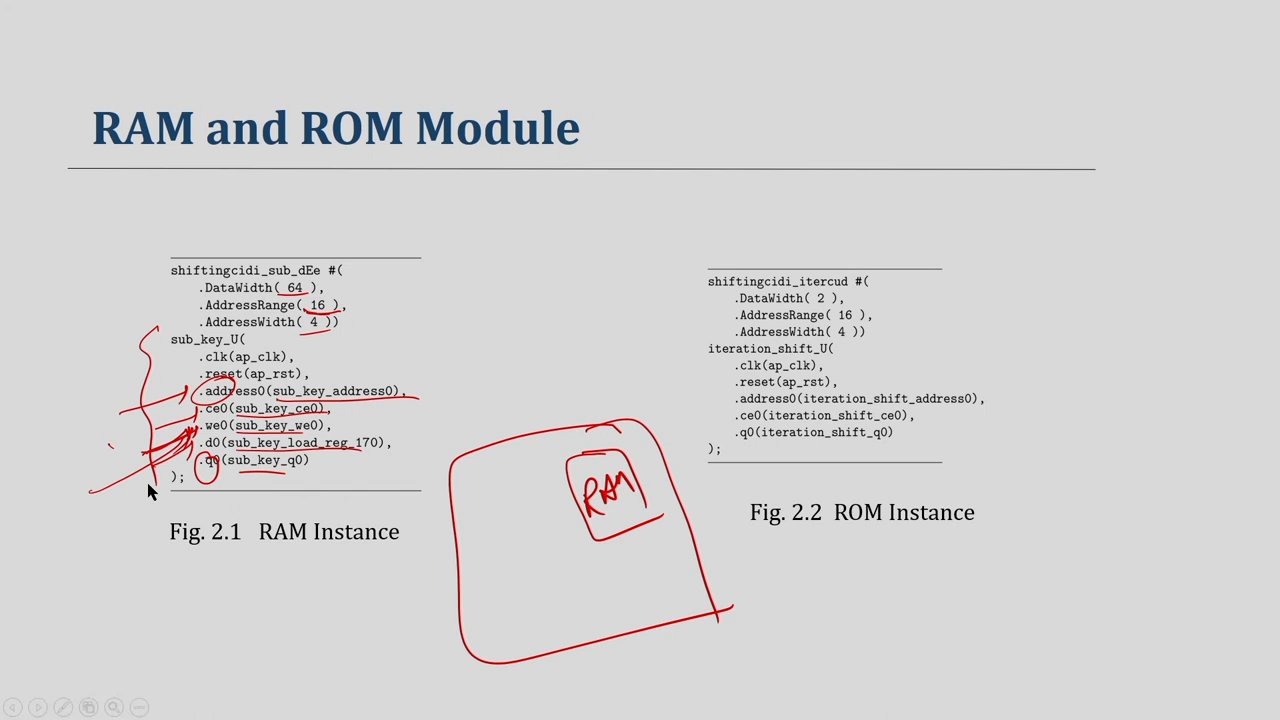 RAM and ROM Module
shiftingcidi_sub_dEe #(
.DataWidth( 64 ),
.AddressRange( 16 ),
.AddressWidth( 4 ))
sub_key_U(
.clk(ap_clk),
.reset(ap_rst),
.address0(sub_key_address0),
.ce0(sub_key_ce0),
.we0(sub_key_we0),
.d0(sub_key_load_reg_170),
.q0(sub_key_q0)
);
Fig. 2.1 RAM Instance
RAM
shiftingcidi_itercud #(
.DataWidth( 2 ),
.AddressRange( 16 ),
.AddressWidth( 4 ))
iteration_shift_U(
.clk(ap_clk),
.reset(ap_rst),
.address0(iteration_shift_address0),
.ce0(iteration_shift_ce0),
.q0(iteration_shift_q0)
);
Fig. 2.2 ROM Instance